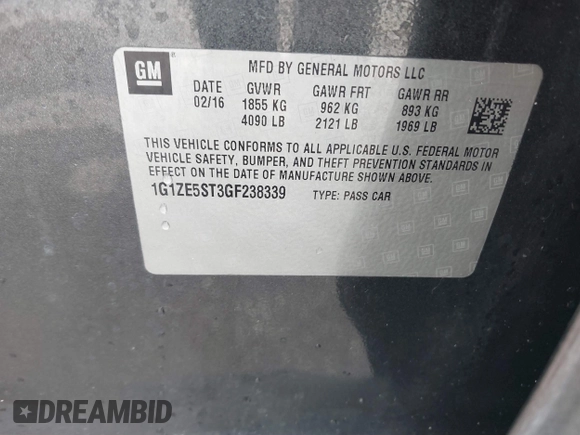 GM
MFD BY GENERAL MOTORS LLC
DATE GVWR GAWR FRT GAWR RR
02/16 1855 KG 962 KG 893 KG
4090 LB 2121 LB 1969 LB
THIS VEHICLE CONFORMS TO ALL APPLICABLE U.S. FEDERAL MOTOR
VEHICLE SAFETY, BUMPER, AND THEFT PREVENTION STANDARDS IN
EFFECT ON THE DATE OF MANUFACTURE SHOWN ABOVE.
1G1ZE5ST3GF238339 TYPE: PASS CAR
DREAMBID